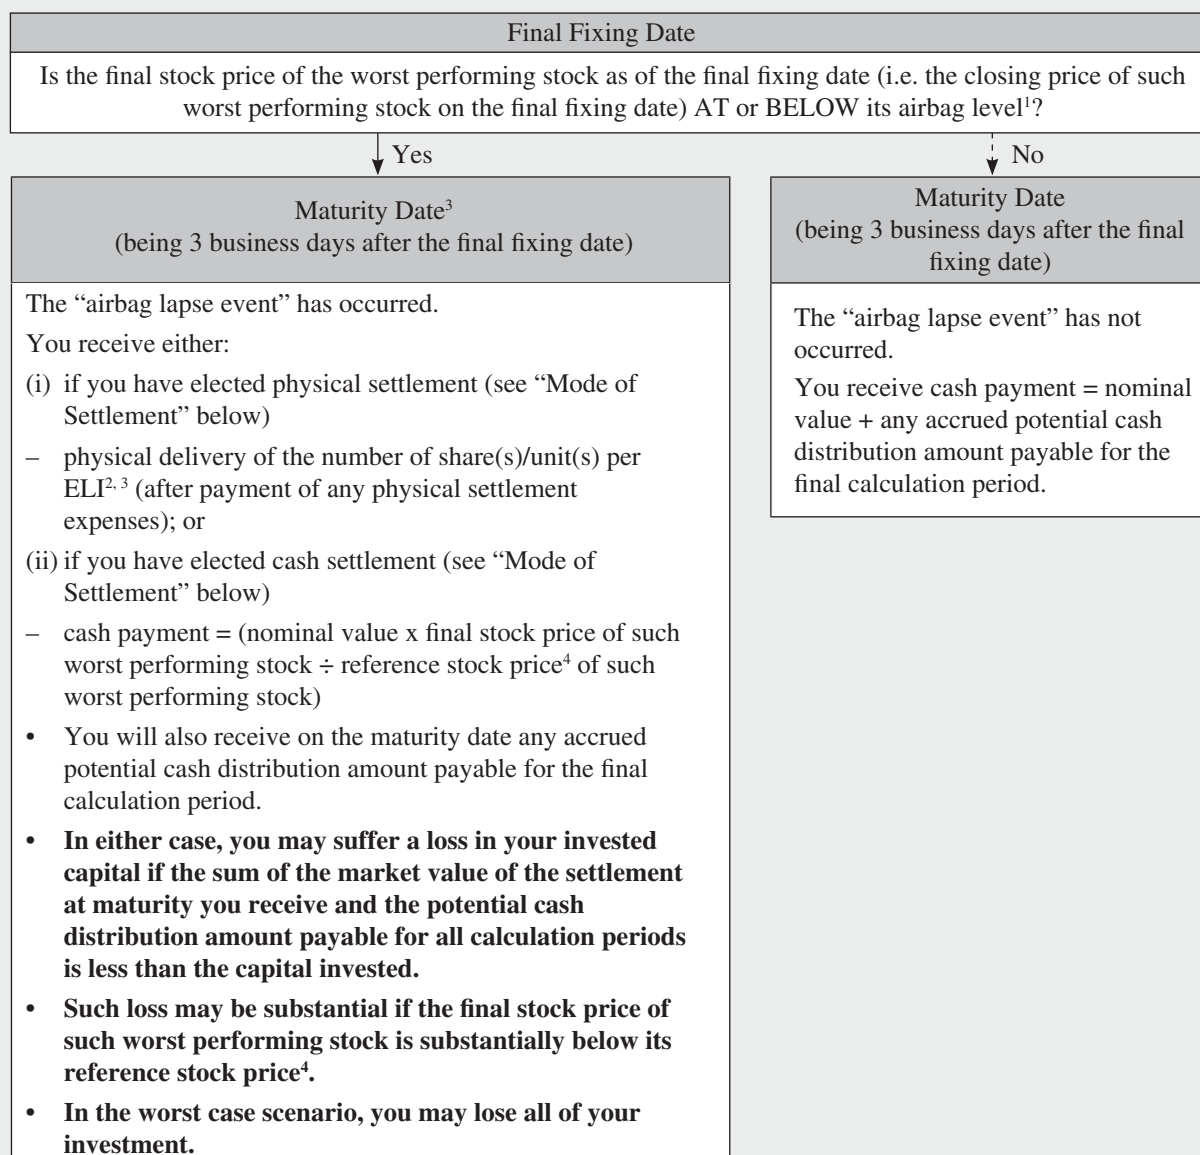 Final Fixing Date
Is the final stock price of the worst performing stock as of the final fixing date (i.e. the closing price of such
worst performing stock on the final fixing date) AT or BELOW its airbag level¹?
Yes
No
Maturity Date³
(being 3 business days after the final fixing date)
The “airbag lapse event” has occurred.
You receive either:
(i) if you have elected physical settlement (see “Mode of
Settlement” below)
– physical delivery of the number of share(s)/unit(s) per
ELI², ³ (after payment of any physical settlement
expenses); or
(ii) if you have elected cash settlement (see “Mode of
Settlement” below)
– cash payment = (nominal value x final stock price of such
worst performing stock ÷ reference stock price⁴ of such
worst performing stock)
• You will also receive on the maturity date any accrued
potential cash distribution amount payable for the final
calculation period.
• In either case, you may suffer a loss in your invested
capital if the sum of the market value of the settlement
at maturity you receive and the potential cash
distribution amount payable for all calculation periods
is less than the capital invested.
• Such loss may be substantial if the final stock price of
such worst performing stock is substantially below its
reference stock price⁴.
• In the worst case scenario, you may lose all of your
investment.
Maturity Date
(being 3 business days after the final
fixing date)
The “airbag lapse event” has not
occurred.
You receive cash payment = nominal
value + any accrued potential cash
distribution amount payable for the
final calculation period.